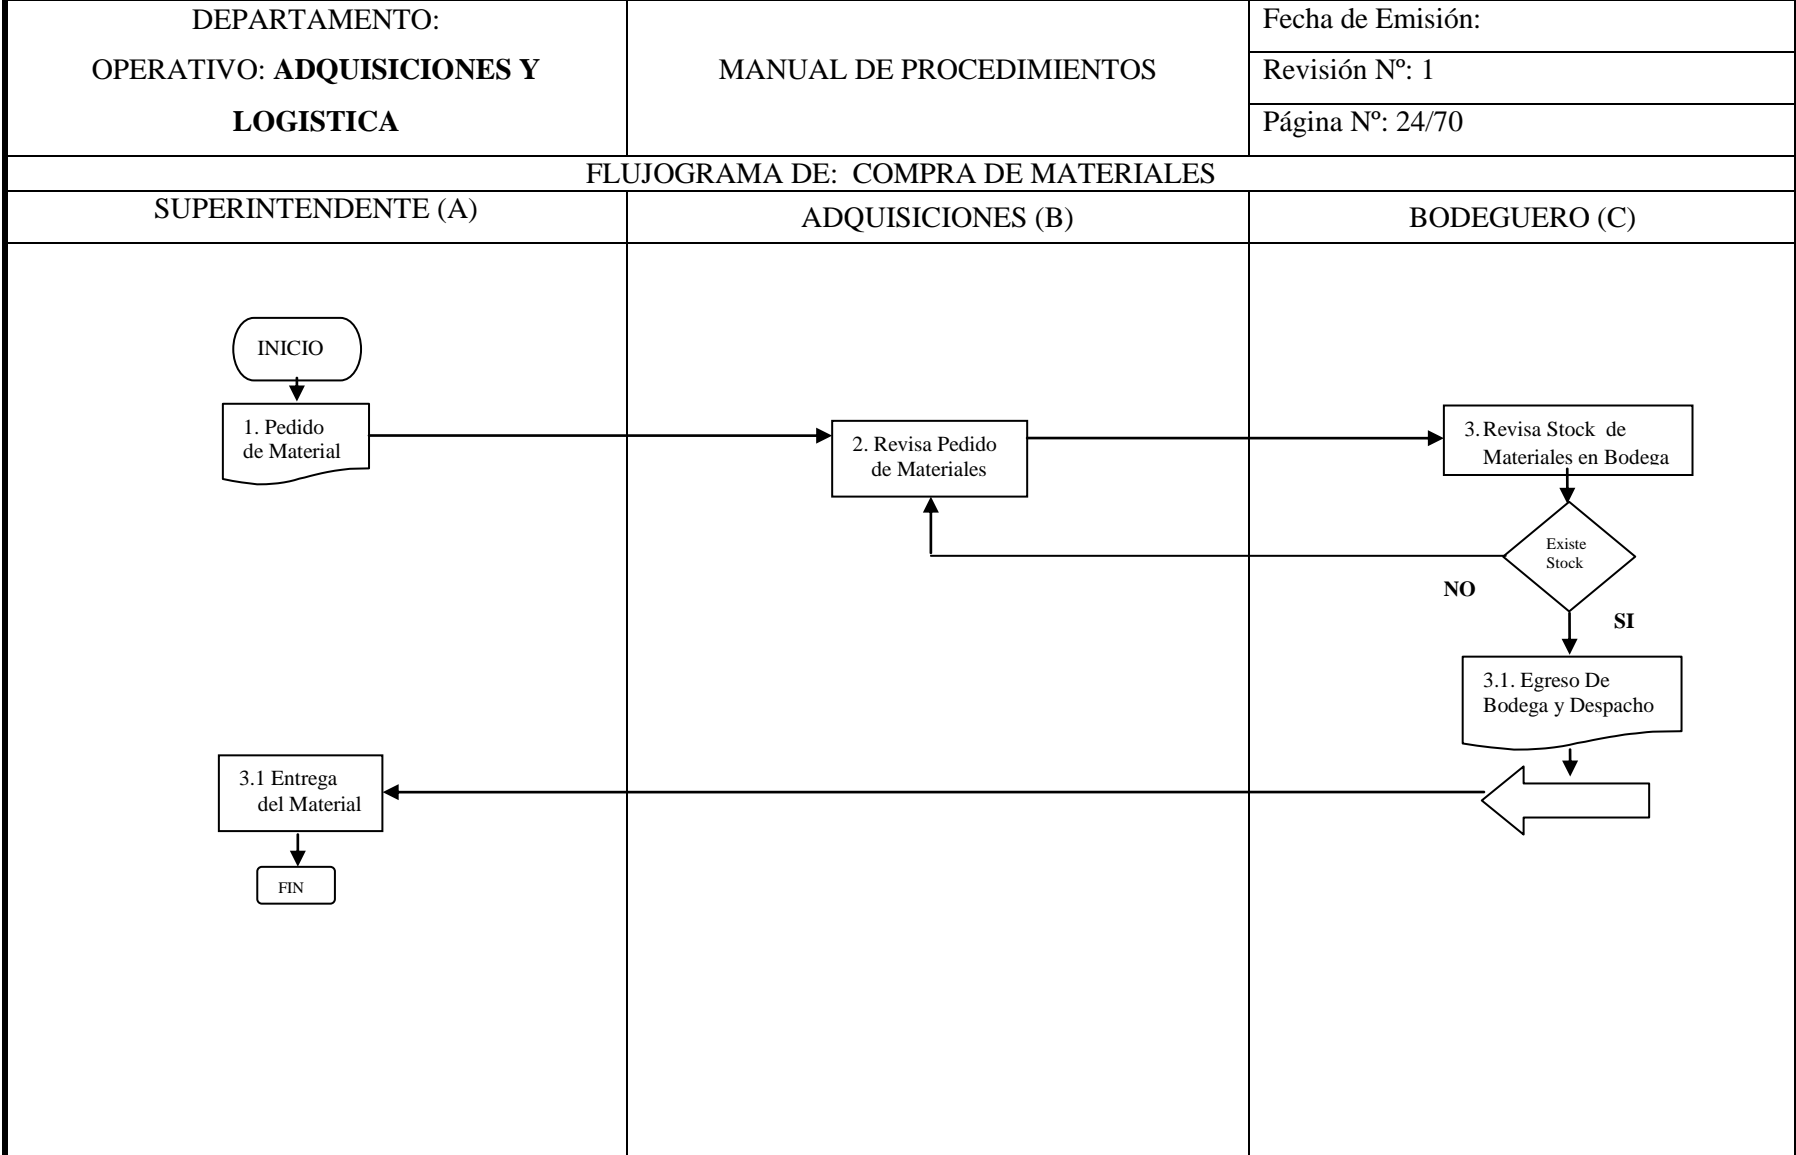 DEPARTAMENTO:
OPERATIVO: ADQUISICIONES Y
LOGISTICA
MANUAL DE PROCEDIMIENTOS
Fecha de Emisión:
Revisión Nº: 1
Página Nº: 24/70
FLUJOGRAMA DE: COMPRA DE MATERIALES
SUPERINTENDENTE (A)
ADQUISICIONES (B)
BODEGUERO (C)
INICIO
1. Pedido
de Material
2. Revisa Pedido
de Materiales
3. Revisa Stock de
Materiales en Bodega
Existe
Stock
NO
SI
3.1. Egreso De
Bodega y Despacho
3.1 Entrega
del Material
FIN